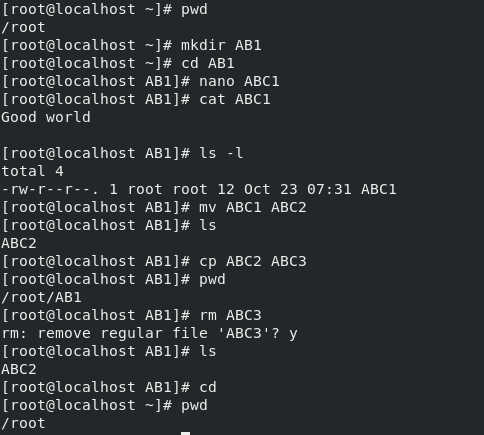 [root@localhost ~]# pwd
/root
[root@localhost ~]# mkdir AB1
[root@localhost ~]# cd AB1
[root@localhost AB1]# nano ABC1
[root@localhost AB1]# cat ABC1
Good world

[root@localhost AB1]# ls -l
total 4
-rw-r--r--. 1 root root 12 Oct 23 07:31 ABC1
[root@localhost AB1]# mv ABC1 ABC2
[root@localhost AB1]# ls
ABC2
[root@localhost AB1]# cp ABC2 ABC3
[root@localhost AB1]# pwd
/root/AB1
[root@localhost AB1]# rm ABC3
rm: remove regular file 'ABC3'? y
[root@localhost AB1]# ls
ABC2
[root@localhost AB1]# cd
[root@localhost ~]# pwd
/root